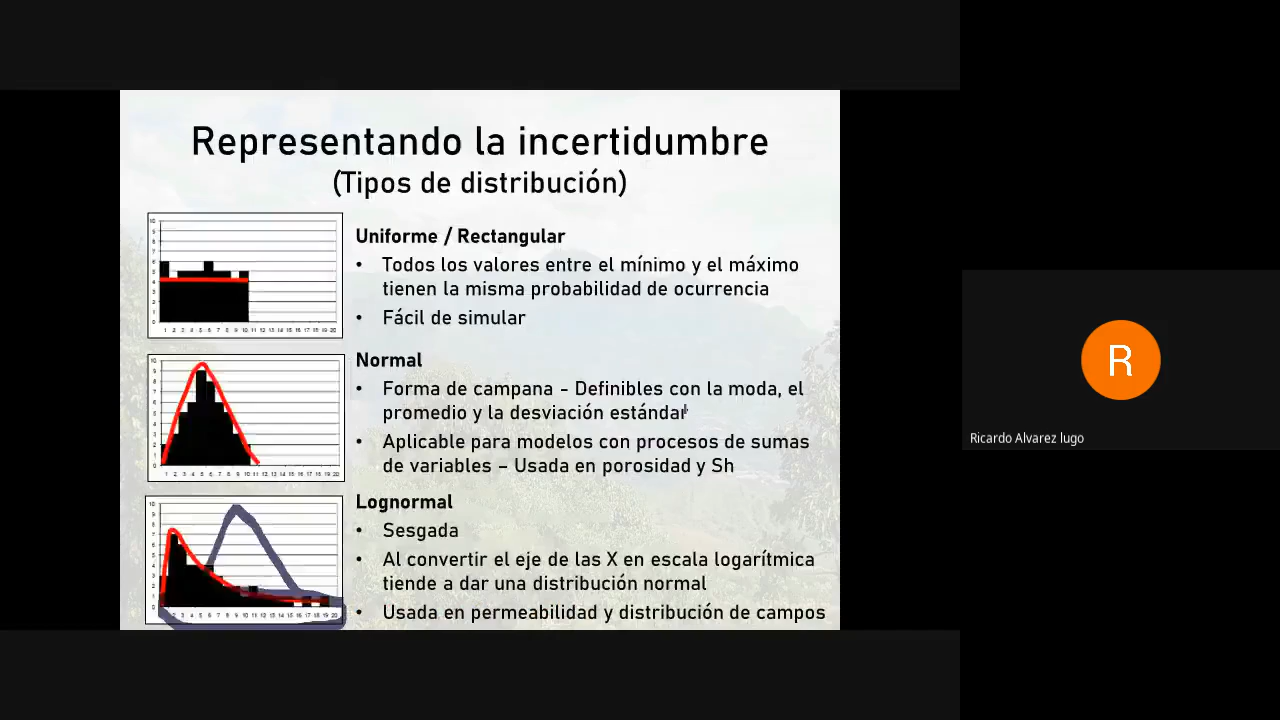 Representando la incertidumbre
(Tipos de distribución)
Uniforme / Rectangular
• Todos los valores entre el mínimo y el máximo
tienen la misma probabilidad de ocurrencia
• Fácil de simular
Normal
• Forma de campana - Definibles con la moda, el
promedio y la desviación estándar
• Aplicable para modelos con procesos de sumas
de variables – Usada en porosidad y Sh
Lognormal
• Sesgada
• Al convertir el eje de las X en escala logarítmica
tiende a dar una distribución normal
• Usada en permeabilidad y distribución de campos
R
Ricardo Alvarez lugo